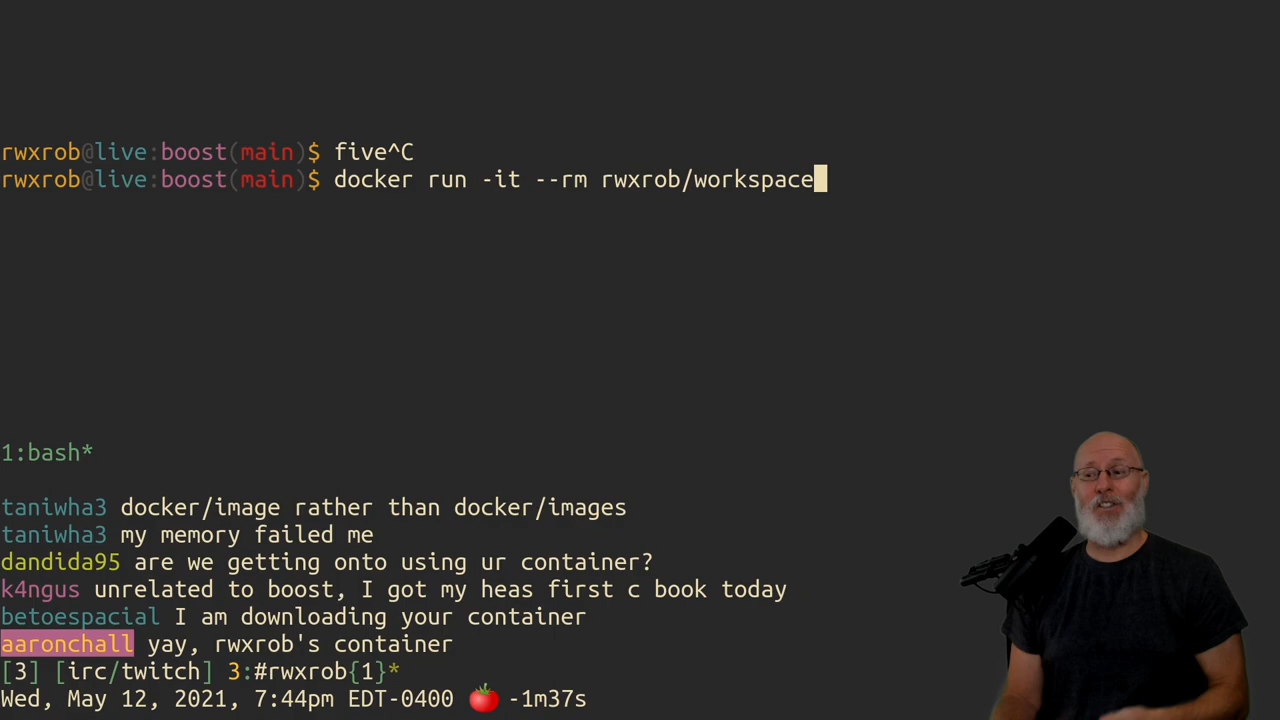 rwxrob@live:boost(main)$ five^C
rwxrob@live:boost(main)$ docker run -it --rm rwxrob/workspace
1:bash*
taniwha3 docker/image rather than docker/images
taniwha3 my memory failed me
dandida95 are we getting onto using ur container?
k4ngus unrelated to boost, I got my heas first c book today
betoespacial I am downloading your container
aaronchall yay, rwxrob's container
[3] [irc/twitch] 3:#rwxrob{1}*
Wed, May 12, 2021, 7:44pm EDT-0400 🍅 -1m37s